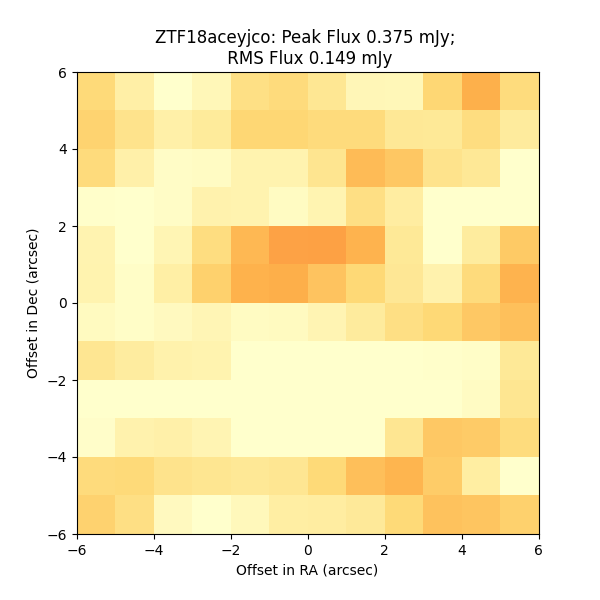 ZTF18aceyjco: Peak Flux 0.375 mJy;
RMS Flux 0.149 mJy
6
4
2
0
−2
−4
−6
Offset in Dec (arcsec)
−6 −4 −2 0 2 4 6
Offset in RA (arcsec)